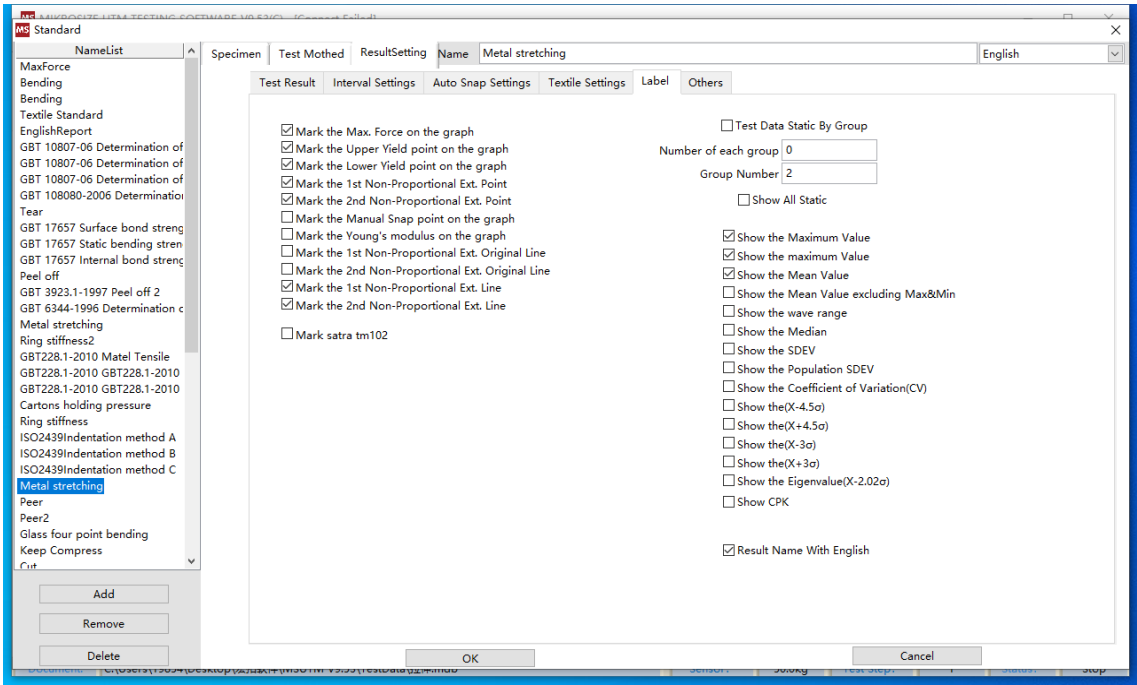 MS Standard
NameList
MaxForce
Bending
Bending
Textile Standard
EnglishReport
GBT 10807-06 Determination of
GBT 10807-06 Determination of
GBT 10807-06 Determination of
GBT 108080-2006 Determination
Tear
GBT 17657 Surface bond streng
GBT 17657 Static bending stren
GBT 17657 Internal bond streng
Peel off
GBT 3923.1-1997 Peel off 2
GBT 6344-1996 Determination c
Metal stretching
Ring stiffness2
GBT228.1-2010 Matel Tensile
GBT228.1-2010 GBT228.1-2010
GBT228.1-2010 GBT228.1-2010
Cartons holding pressure
Ring stiffness
ISO2439Indentation method A
ISO2439Indentation method B
ISO2439Indentation method C
Metal stretching
Peer
Peer2
Glass four point bending
Keep Compress
Cut
Add
Remove
Delete
Specimen Test Mothed ResultSetting Name Metal stretching English
Test Result Interval Settings Auto Snap Settings Textile Settings Label Others
Mark the Max. Force on the graph
Mark the Upper Yield point on the graph
Mark the Lower Yield point on the graph
Mark the 1st Non-Proportional Ext. Point
Mark the 2nd Non-Proportional Ext. Point
Mark the Manual Snap point on the graph
Mark the Young's modulus on the graph
Mark the 1st Non-Proportional Ext. Original Line
Mark the 2nd Non-Proportional Ext. Original Line
Mark the 1st Non-Proportional Ext. Line
Mark the 2nd Non-Proportional Ext. Line
Mark satra tm102
Test Data Static By Group
Number of each group 0
Group Number 2
Show All Static
Show the Maximum Value
Show the maximum Value
Show the Mean Value
Show the Mean Value excluding Max&Min
Show the wave range
Show the Median
Show the SDEV
Show the Population SDEV
Show the Coefficient of Variation(CV)
Show the(X-4.5σ)
Show the(X+4.5σ)
Show the(X-3σ)
Show the(X+3σ)
Show the Eigenvalue(X-2.02σ)
Show CPK
Result Name With English
OK Cancel